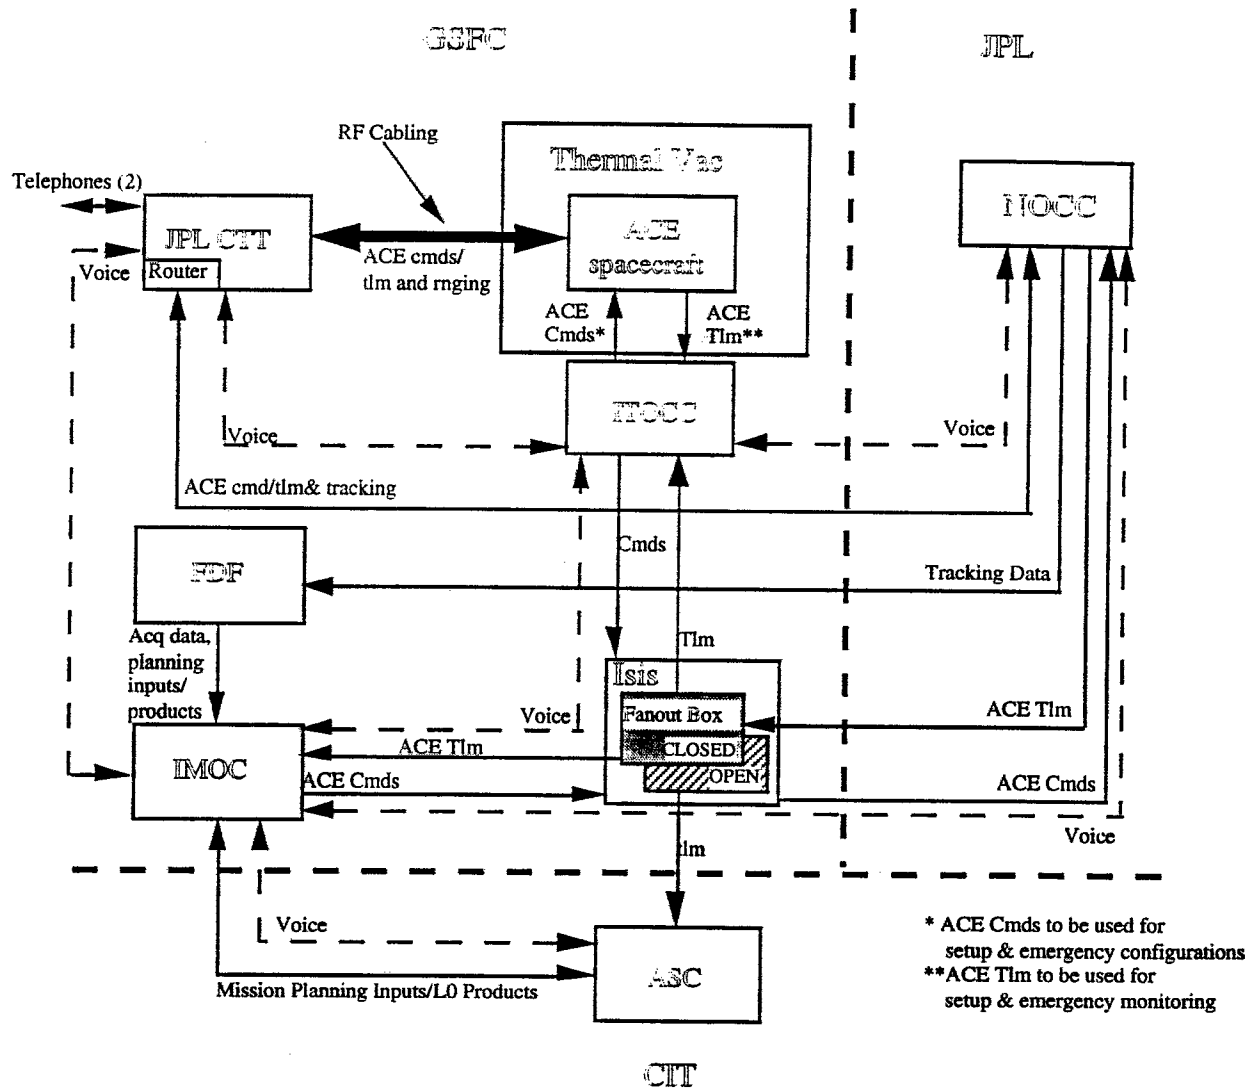 GSFC
JPL
RF Cabling
Thermal Vac
Telephones (2)
JPL CTT
Router
Voice
ACE cmds/
tlm and rnging
ACE
spacecraft
NOCC
ACE
Cmds*
ACE
Tlm**
ITOCC
Voice
Voice
ACE cmd/tlm& tracking
Cmds
FDF
Tracking Data
Acq data,
planning
inputs/
products
Tlm
Isis
Fanout Box
CLOSED
OPEN
Voice
ACE Tlm
ACE Tlm
IMOC
ACE Cmds
ACE Cmds
Voice
tlm
Voice
ASC
Mission Planning Inputs/L0 Products
* ACE Cmds to be used for
setup & emergency configurations
**ACE Tlm to be used for
setup & emergency monitoring
CIT